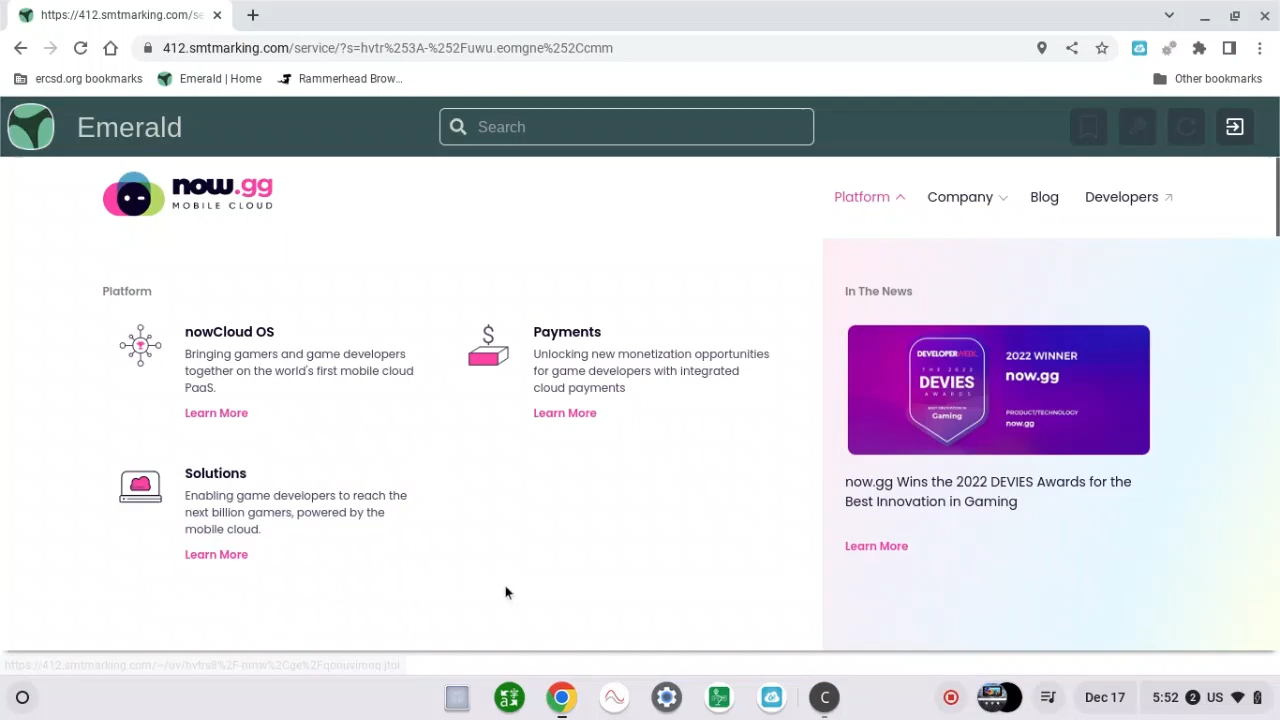 https://412.smtmarking.com/se
412.smtmarking.com/service/?s=hvtr%253A-%252Fuwu.eomgne%252Ccmm
ercsd.org bookmarks
Emerald | Home
Rammerhead Brow...
Other bookmarks
Emerald
Search
now.gg
MOBILE CLOUD
Platform
Company
Blog
Developers
Platform
In The News
nowCloud OS
Bringing gamers and game developers
together on the world's first mobile cloud
PaaS.
Learn More
Payments
Unlocking new monetization opportunities
for game developers with integrated
cloud payments
Learn More
DEVELOPERWEEK
THE 2022
DEVIES
AWARDS
Gaming
2022 WINNER
now.gg
PRODUCT/TECHNOLOGY
now.gg
Solutions
Enabling game developers to reach the
next billion gamers, powered by the
mobile cloud.
Learn More
now.gg Wins the 2022 DEVIES Awards for the
Best Innovation in Gaming
Learn More
C
Dec 17
5:52
2
US